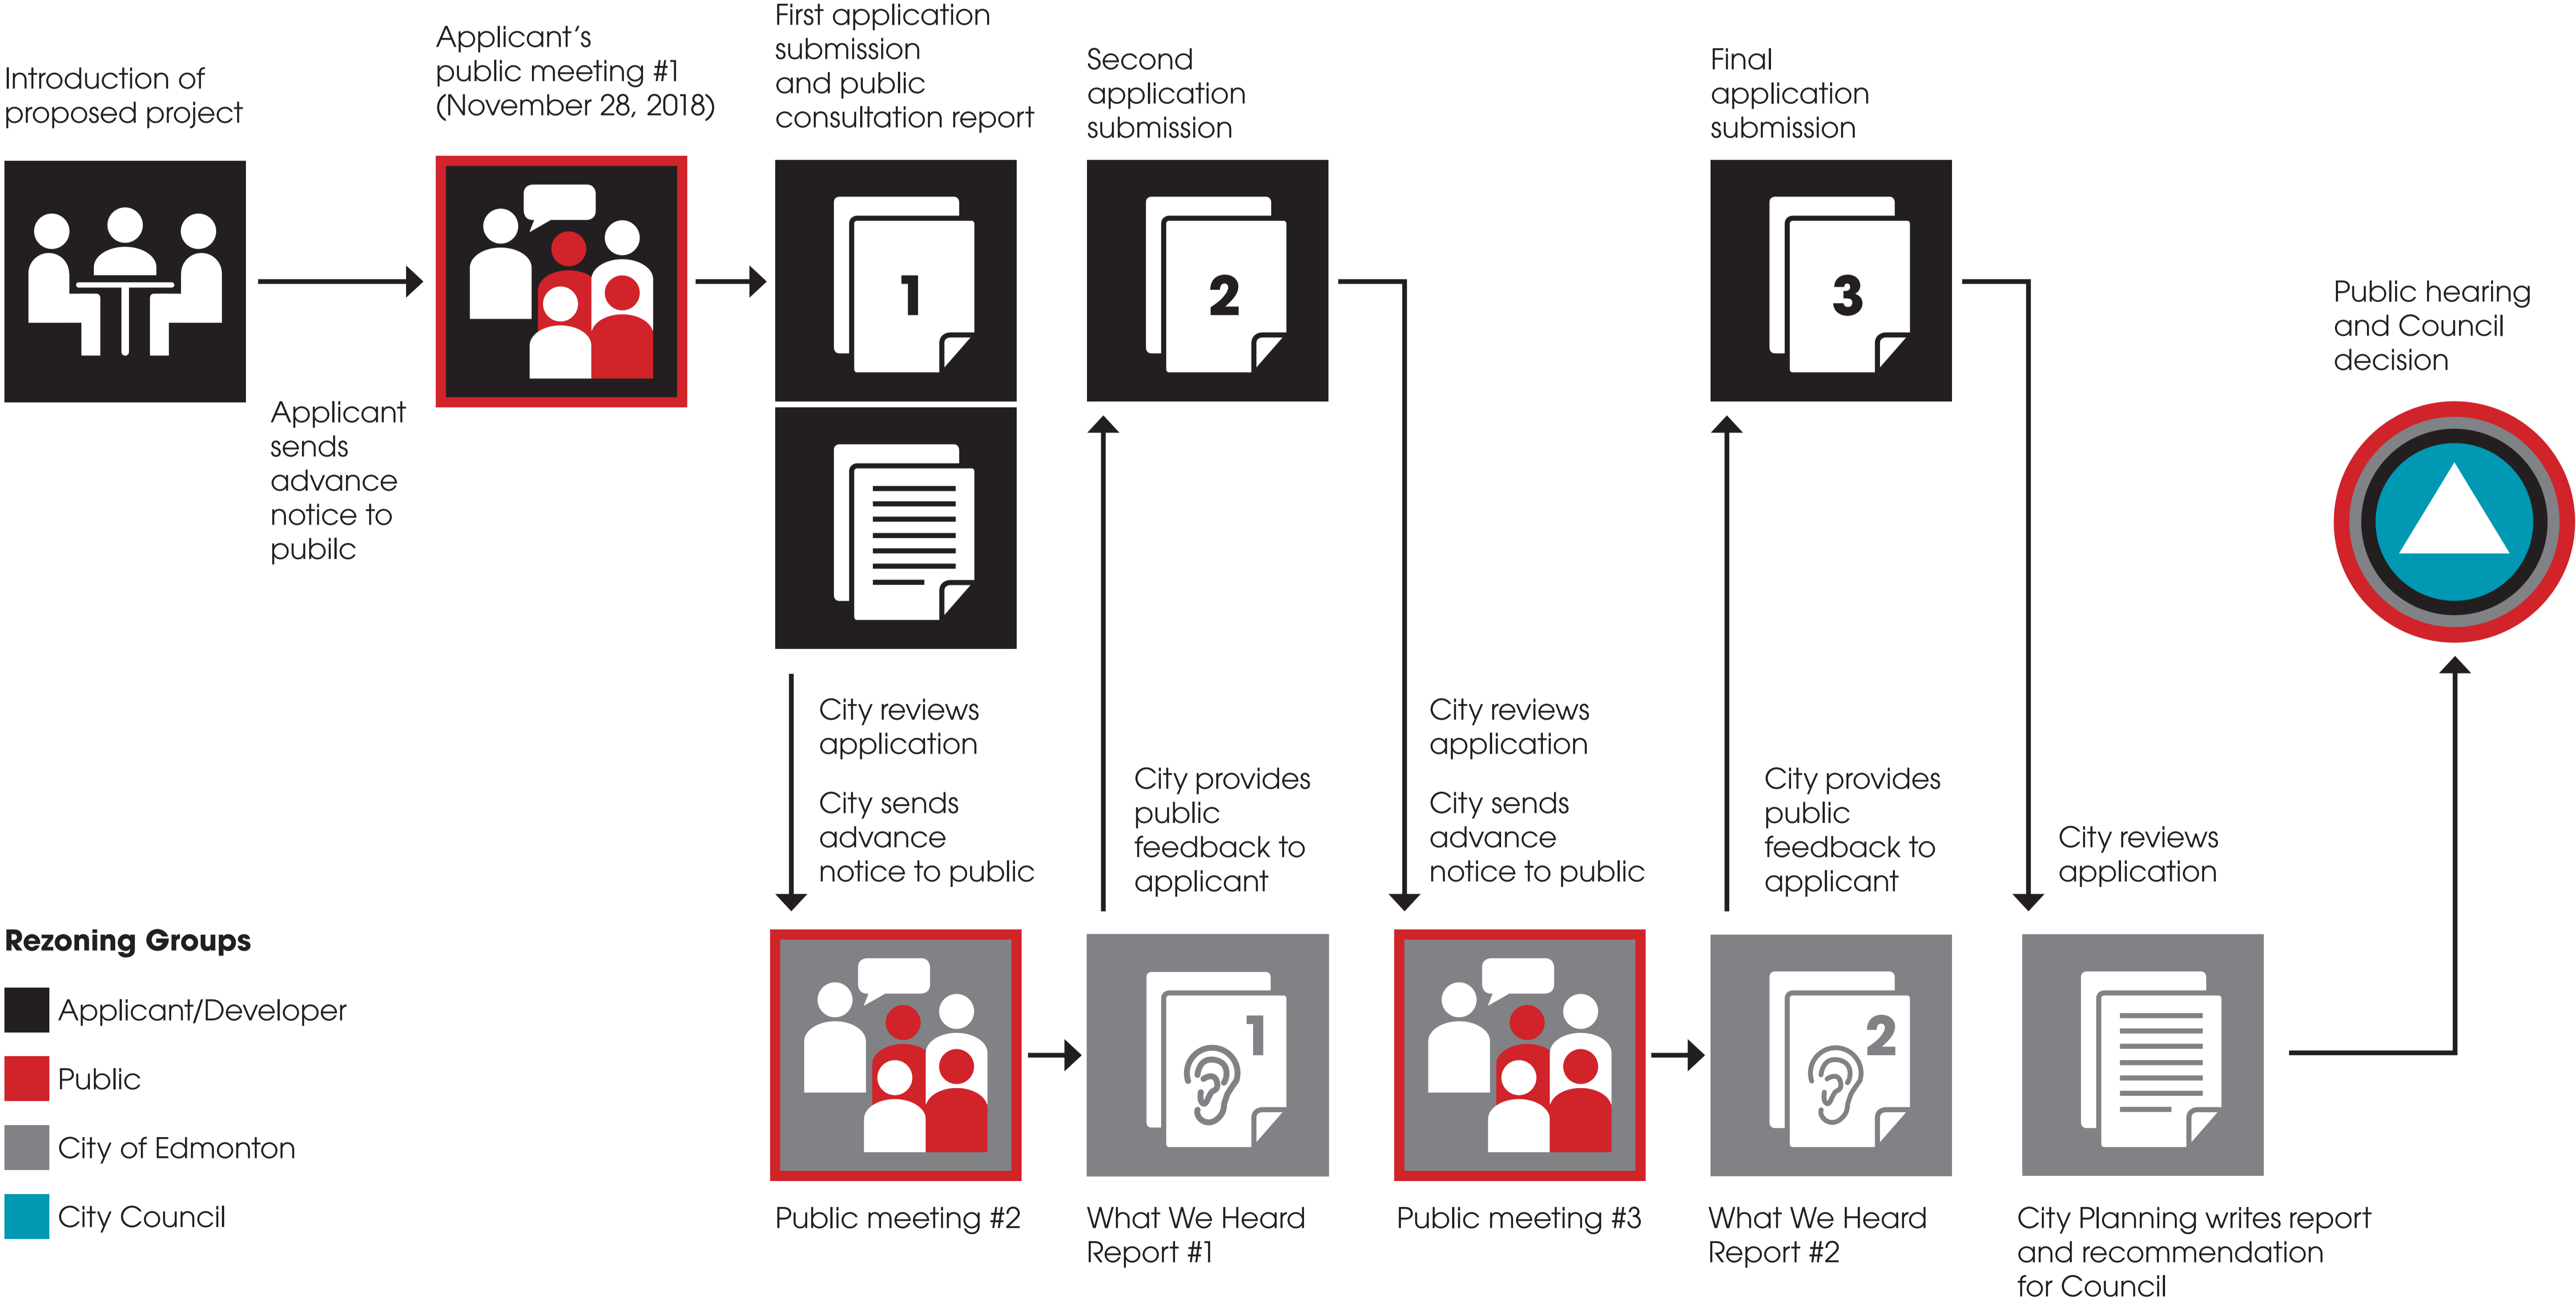 Introduction of
proposed project
Applicant
sends
advance
notice to
pubilc
Applicant's
public meeting #1
(November 28, 2018)
First application
submission
and public
consultation report
1
City reviews
application
City sends
advance
notice to public
Public meeting #2
1
What We Heard
Report #1
City provides
public
feedback to
applicant
Second
application
submission
2
City reviews
application
City sends
advance
notice to public
Public meeting #3
2
What We Heard
Report #2
City provides
public
feedback to
applicant
Final
application
submission
3
City reviews
application
City Planning writes report
and recommendation
for Council
Public hearing
and Council
decision
Rezoning Groups
Applicant/Developer
Public
City of Edmonton
City Council